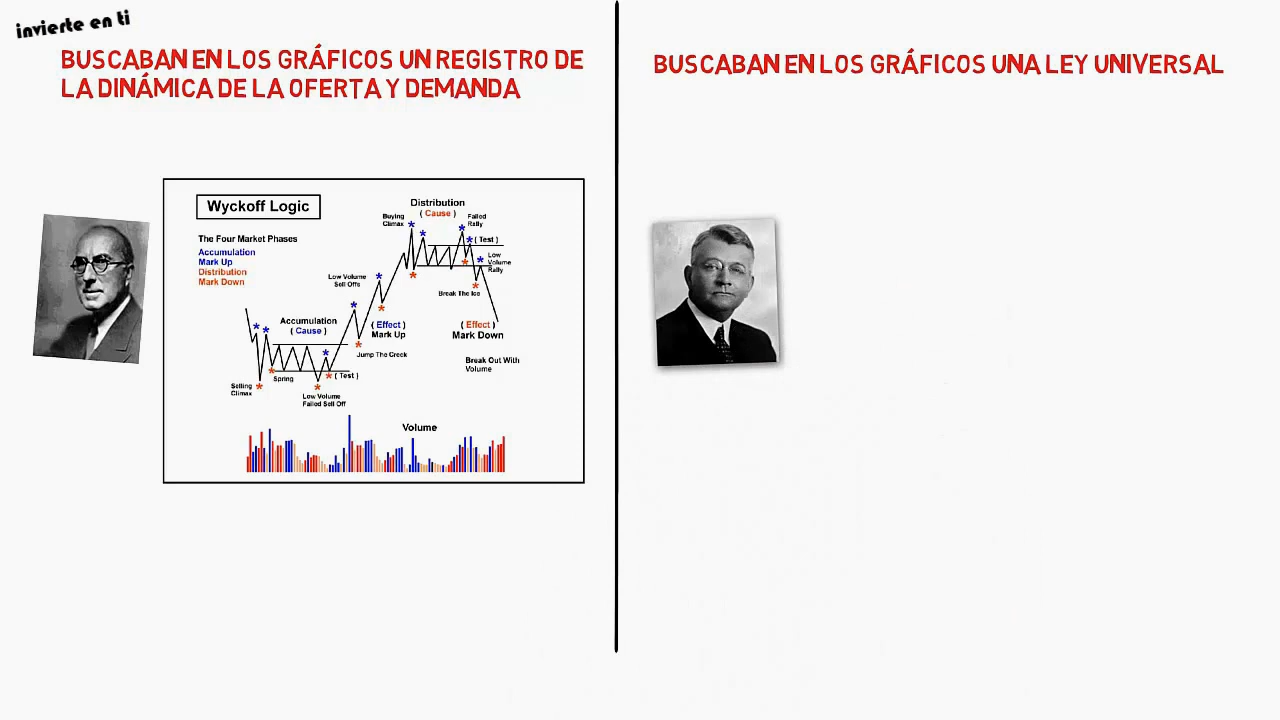 invierte en ti
BUSCABAN EN LOS GRÁFICOS UN REGISTRO DE
LA DINÁMICA DE LA OFERTA Y DEMANDA
Wyckoff Logic
The Four Market Phases
Accumulation
Mark Up
Distribution
Mark Down
Distribution
( Cause )
Buying
Climax
Failed
Rally
( Test )
Low
Volume
Rally
Break The Ice
Low Volume
Sell Offs
Accumulation
( Cause )
( Effect )
Mark Up
( Effect )
Mark Down
Jump The Creek
Break Out With
Volume
Selling
Climax
Spring
( Test )
Low Volume
Failed Sell Off
Volume
BUSCABAN EN LOS GRÁFICOS UNA LEY UNIVERSAL